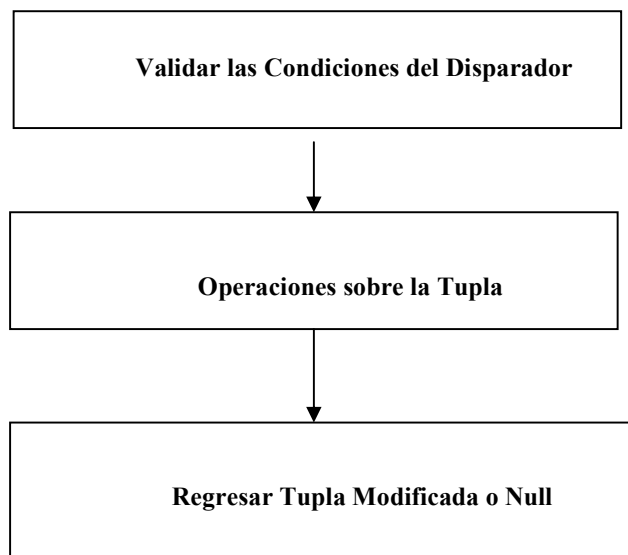 Validar las Condiciones del Disparador
Operaciones sobre la Tupla
Regresar Tupla Modificada o Null